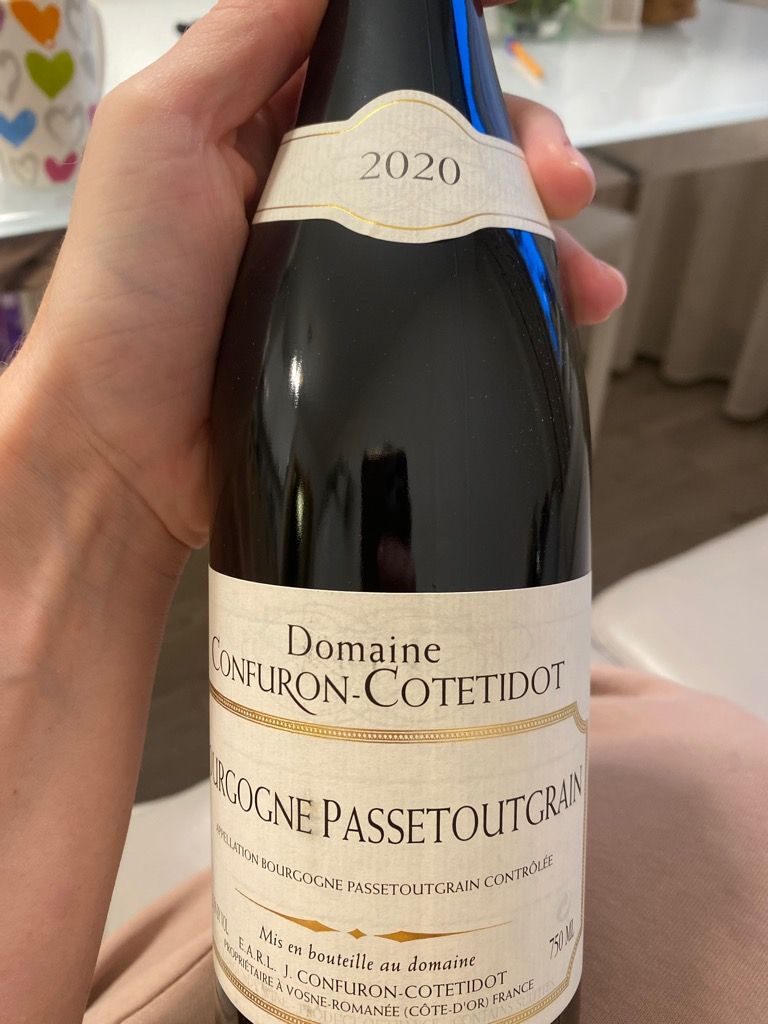 2020
Domaine
CONFURON-COTETIDOT
URGOGNE PASSETOUTGRAIN
APPELLATION BOURGOGNE PASSETOUTGRAIN CONTRÔLÉE
Mis en bouteille au domaine
750 ML
E.A.R.L. J. CONFURON-COTETIDOT
PROPRIÉTAIRE À VOSNE-ROMANÉE (CÔTE-D'OR) FRANCE